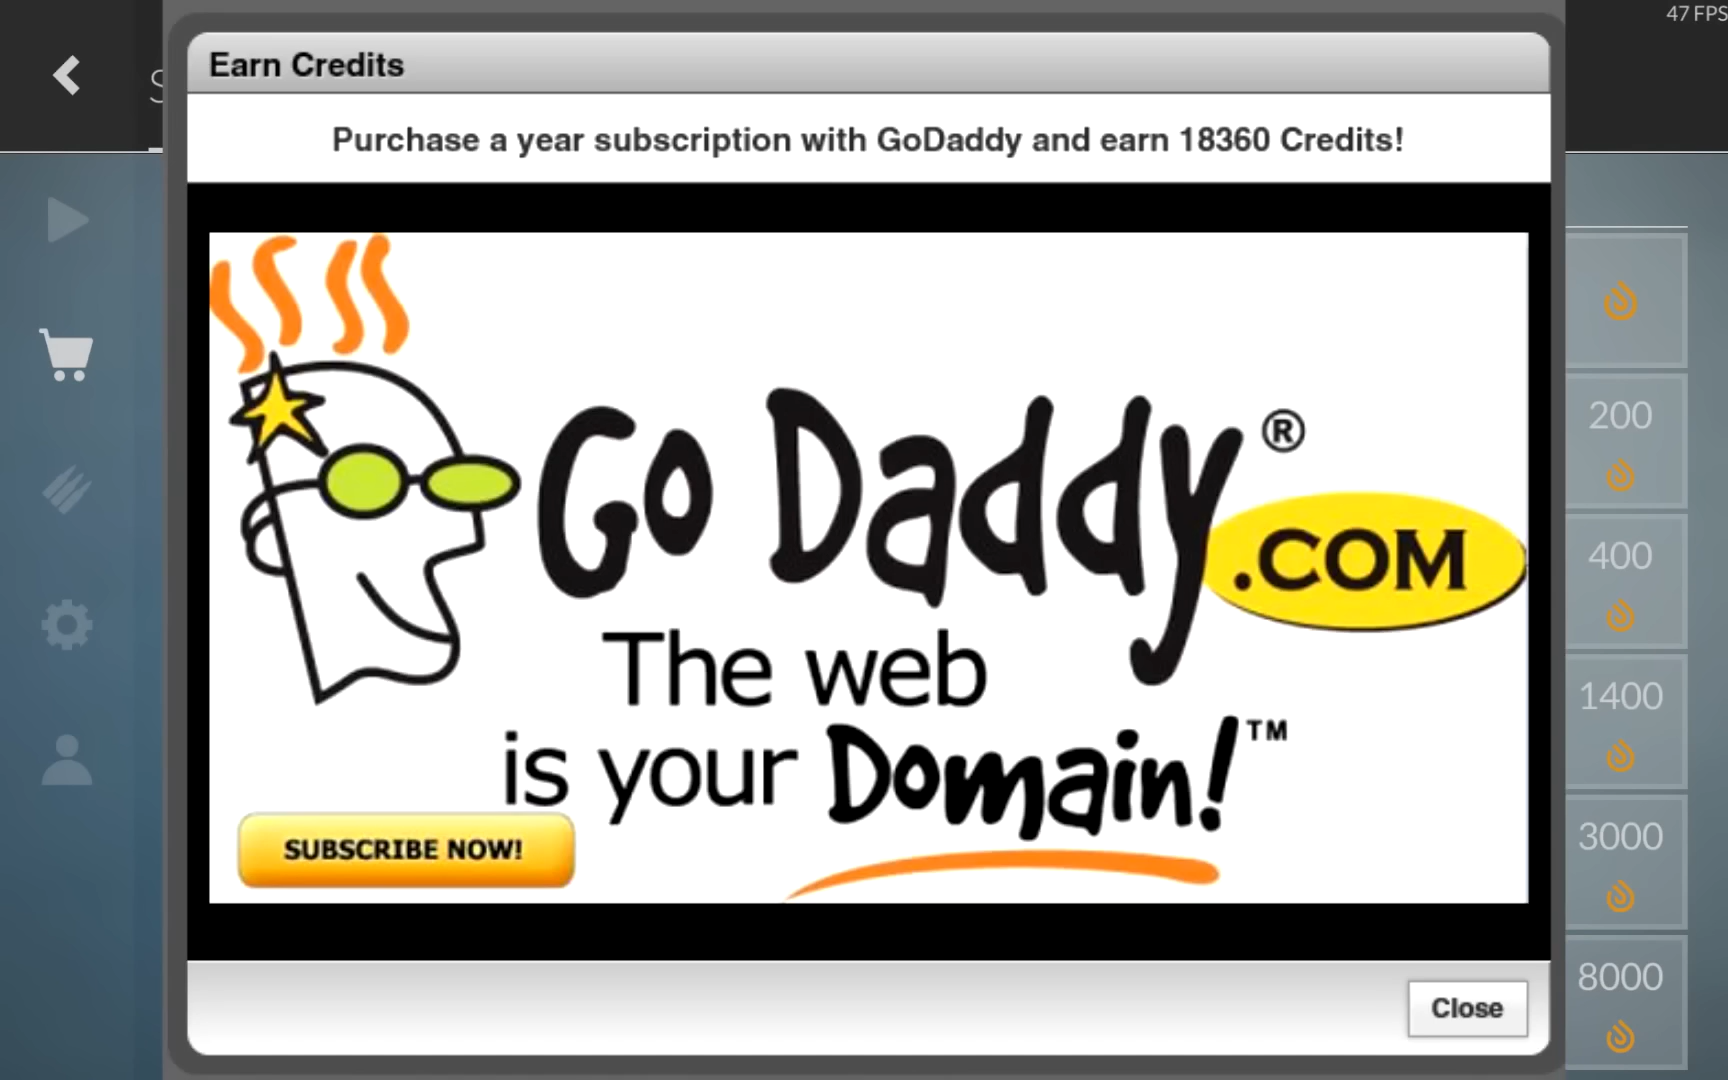 47 FPS
S
Earn Credits
Purchase a year subscription with GoDaddy and earn 18360 Credits!
Go Daddy®
.COM
The web
is your Domain!™
SUBSCRIBE NOW!
200
400
1400
3000
8000
Close